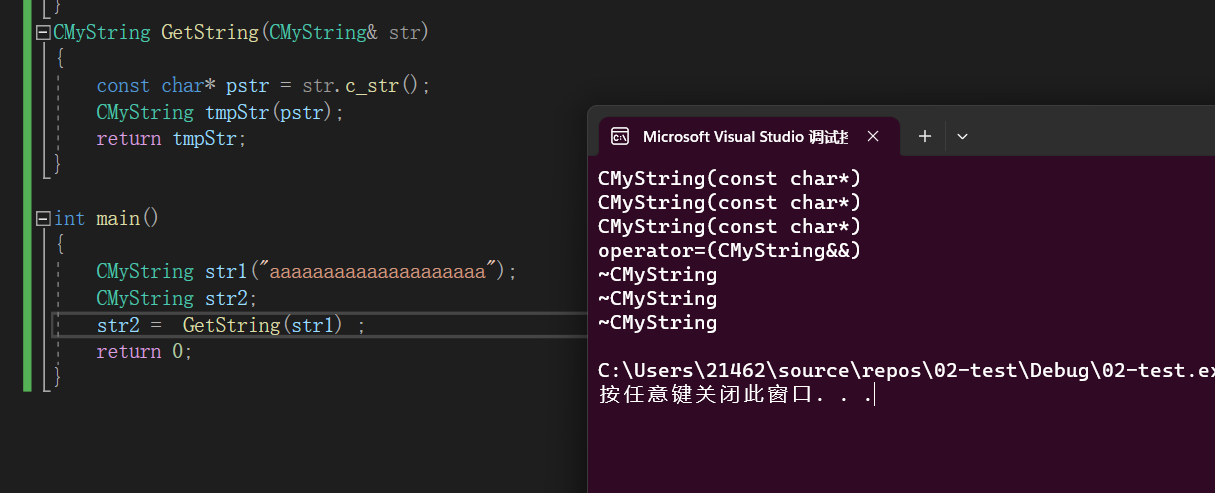 }
CMyString GetString(CMyString& str)
{
const char* pstr = str.c_str();
CMyString tmpStr(pstr);
return tmpStr;
}
int main()
{
CMyString str1("aaaaaaaaaaaaaaaaaaaa");
CMyString str2;
str2 =  GetString(str1) ;
return 0;
}
Microsoft Visual Studio 调试
CMyString(const char*)
CMyString(const char*)
CMyString(const char*)
operator=(CMyString&&)
~CMyString
~CMyString
~CMyString
C:\Users\21462\source\repos\02-test\Debug\02-test.ex
按任意键关闭此窗口. . .